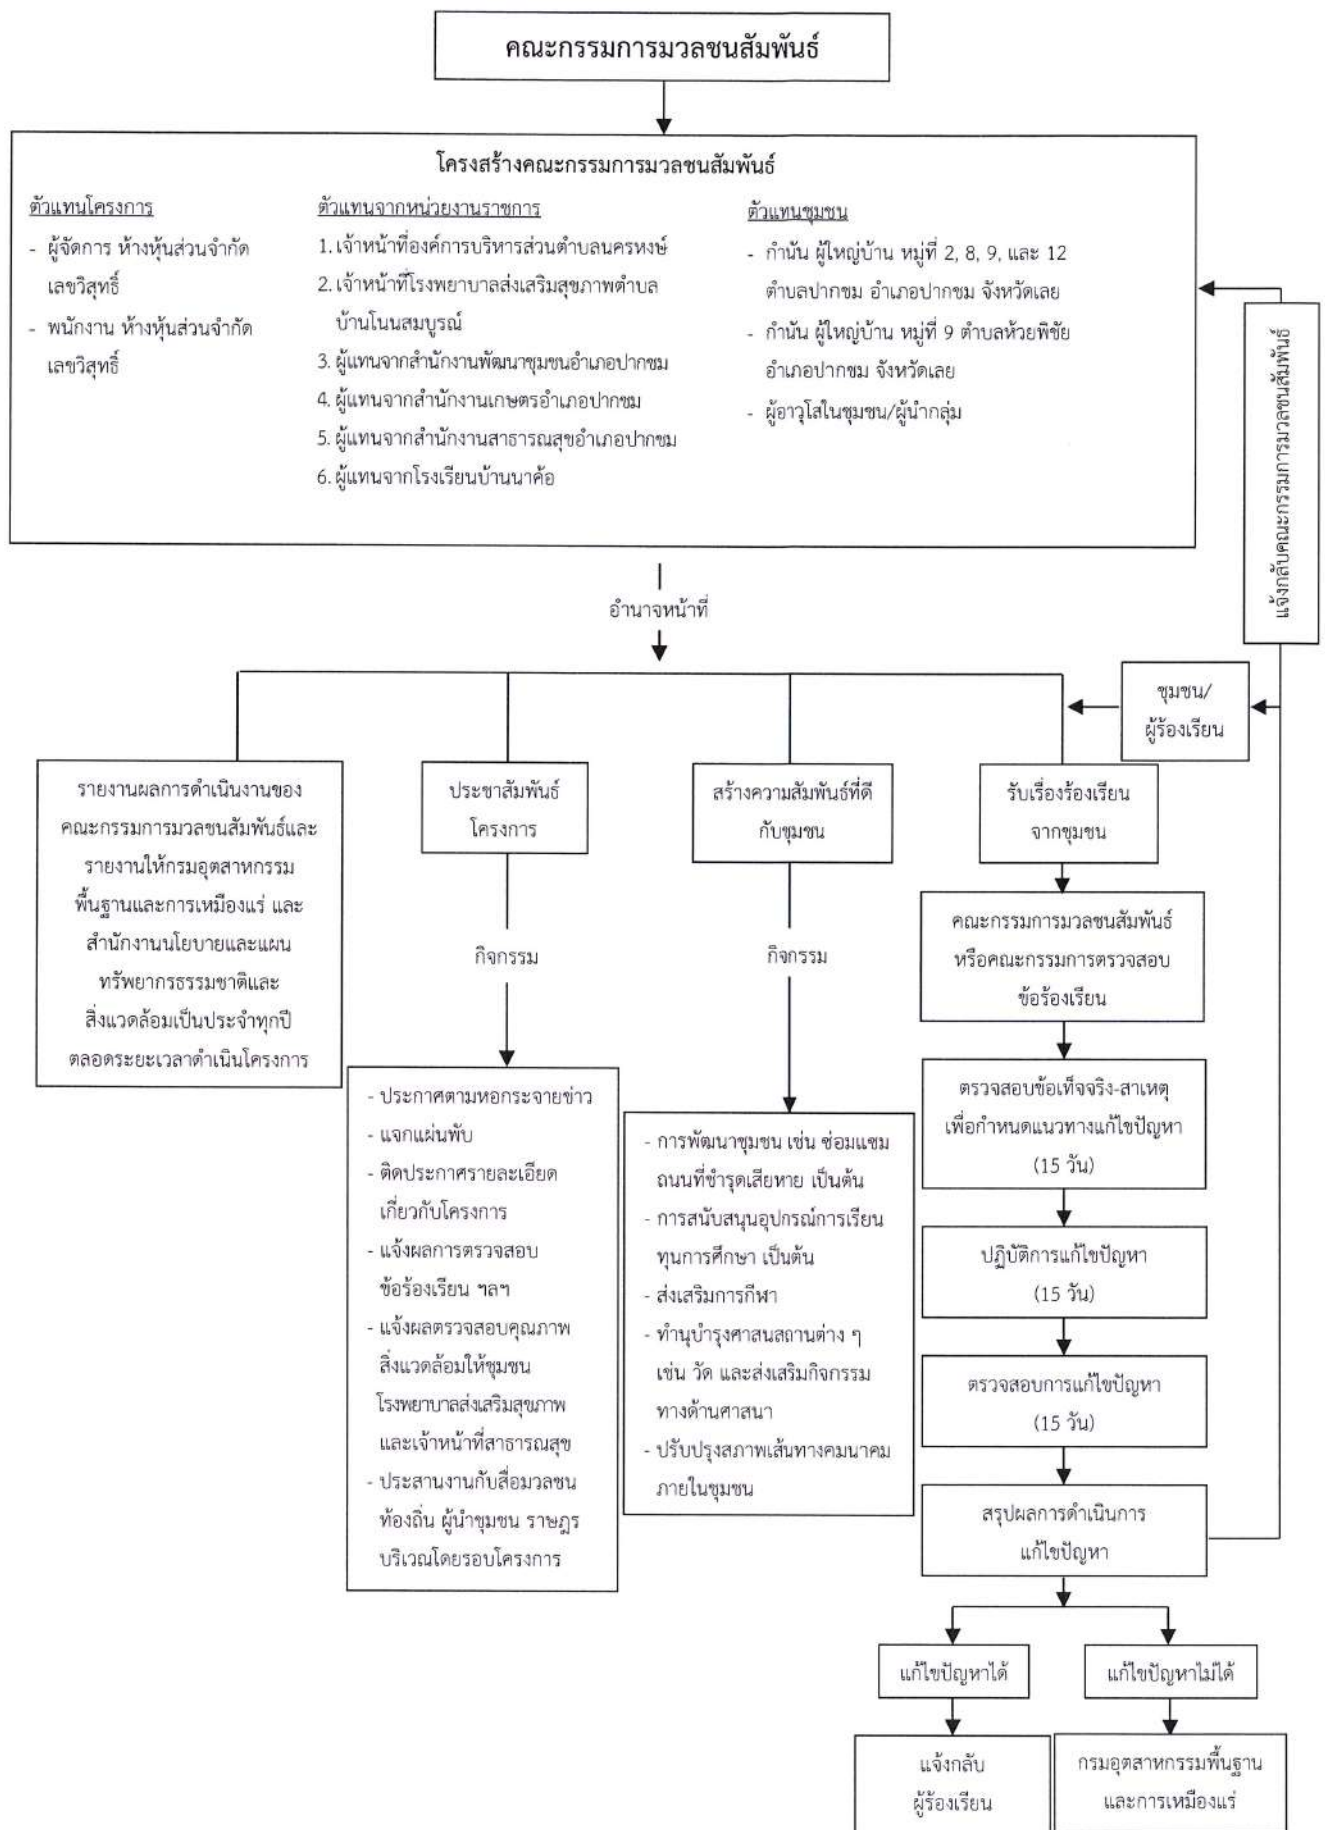 คณะกรรมการมวลชนสัมพันธ์
โครงสร้างคณะกรรมการมวลชนสัมพันธ์
ตัวแทนโครงการ
- ผู้จัดการ ห้างหุ้นส่วนจำกัด
เลขวิสุทธิ์
- พนักงาน ห้างหุ้นส่วนจำกัด
เลขวิสุทธิ์
ตัวแทนจากหน่วยงานราชการ
1. เจ้าหน้าที่องค์การบริหารส่วนตำบลนครหงษ์
2. เจ้าหน้าที่โรงพยาบาลส่งเสริมสุขภาพตำบล
บ้านโนนสมบูรณ์
3. ผู้แทนจากสำนักงานพัฒนาชุมชนอำเภอปากชม
4. ผู้แทนจากสำนักงานเกษตรอำเภอปากชม
5. ผู้แทนจากสำนักงานสาธารณสุขอำเภอปากชม
6. ผู้แทนจากโรงเรียนบ้านนาค้อ
ตัวแทนชุมชน
- กำนัน ผู้ใหญ่บ้าน หมู่ที่ 2, 8, 9, และ 12
ตำบลปากชม อำเภอปากชม จังหวัดเลย
- กำนัน ผู้ใหญ่บ้าน หมู่ที่ 9 ตำบลห้วยพิชัย
อำเภอปากชม จังหวัดเลย
- ผู้อาวุโสในชุมชน/ผู้นำกลุ่ม
แจ้งกลับคณะกรรมการมวลชนสัมพันธ์
อำนาจหน้าที่
ชุมชน/
ผู้ร้องเรียน
รายงานผลการดำเนินงานของ
คณะกรรมการมวลชนสัมพันธ์และ
รายงานให้กรมอุตสาหกรรม
พื้นฐานและการเหมืองแร่ และ
สำนักงานนโยบายและแผน
ทรัพยากรธรรมชาติและ
สิ่งแวดล้อมเป็นประจำทุกปี
ตลอดระยะเวลาดำเนินโครงการ
ประชาสัมพันธ์
โครงการ
กิจกรรม
- ประกาศตามหอกระจายข่าว
- แจกแผ่นพับ
- ติดประกาศรายละเอียด
เกี่ยวกับโครงการ
- แจ้งผลการตรวจสอบ
ข้อร้องเรียน ฯลฯ
- แจ้งผลตรวจสอบคุณภาพ
สิ่งแวดล้อมให้ชุมชน
โรงพยาบาลส่งเสริมสุขภาพ
และเจ้าหน้าที่สาธารณสุข
- ประสานงานกับสื่อมวลชน
ท้องถิ่น ผู้นำชุมชน ราษฎร
บริเวณโดยรอบโครงการ
สร้างความสัมพันธ์ที่ดี
กับชุมชน
กิจกรรม
- การพัฒนาชุมชน เช่น ซ่อมแซม
ถนนที่ชำรุดเสียหาย เป็นต้น
- การสนับสนุนอุปกรณ์การเรียน
ทุนการศึกษา เป็นต้น
- ส่งเสริมการกีฬา
- ทำนุบำรุงศาสนสถานต่าง ๆ
เช่น วัด และส่งเสริมกิจกรรม
ทางด้านศาสนา
- ปรับปรุงสภาพเส้นทางคมนาคม
ภายในชุมชน
รับเรื่องร้องเรียน
จากชุมชน
คณะกรรมการมวลชนสัมพันธ์
หรือคณะกรรมการตรวจสอบ
ข้อร้องเรียน
ตรวจสอบข้อเท็จจริง-สาเหตุ
เพื่อกำหนดแนวทางแก้ไขปัญหา
(15 วัน)
ปฏิบัติการแก้ไขปัญหา
(15 วัน)
ตรวจสอบการแก้ไขปัญหา
(15 วัน)
สรุปผลการดำเนินการ
แก้ไขปัญหา
แก้ไขปัญหาได้
แก้ไขปัญหาไม่ได้
แจ้งกลับ
ผู้ร้องเรียน
กรมอุตสาหกรรมพื้นฐาน
และการเหมืองแร่